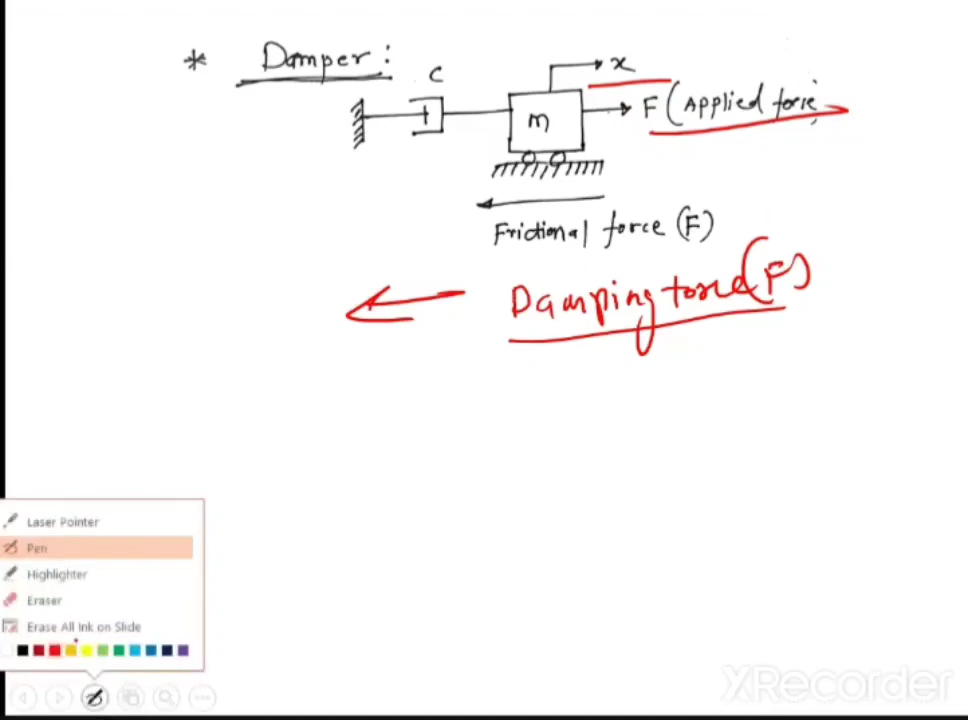 * Damper:
C
x
m
F (Applied force)
Frictional force (F)
Damping force (F)
Laser Pointer
Pen
Highlighter
Eraser
Erase All Ink on Slide
XRecorder